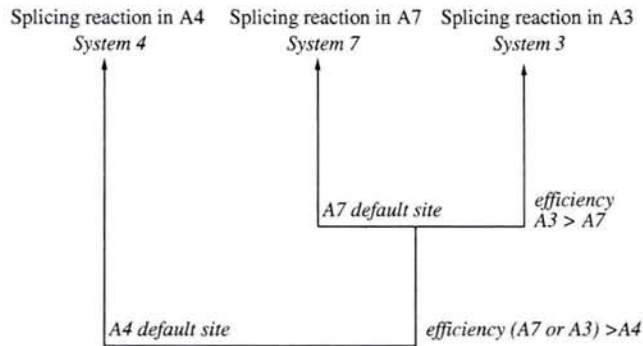 Splicing reaction in A4 Splicing reaction in A7 Splicing reaction in A3
System 4 System 7 System 3
efficiency
A7 default site A3 > A7
A4 default site efficiency (A7 or A3) >A4